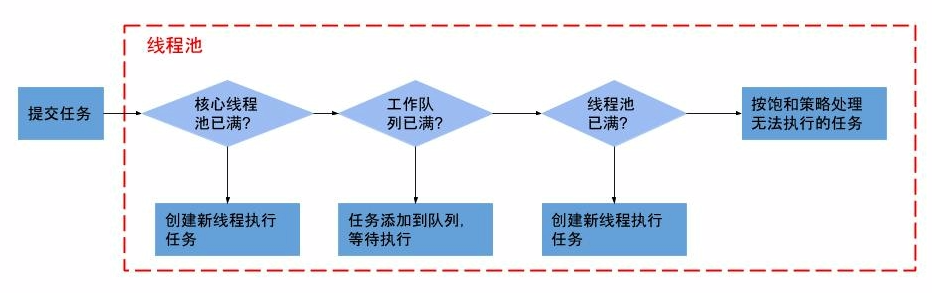 线程池
提交任务
核心线程
池已满?
工作队
列已满?
线程池
已满?
按饱和策略处理
无法执行的任务
创建新线程执行
任务
任务添加到队列,
等待执行
创建新线程执行
任务